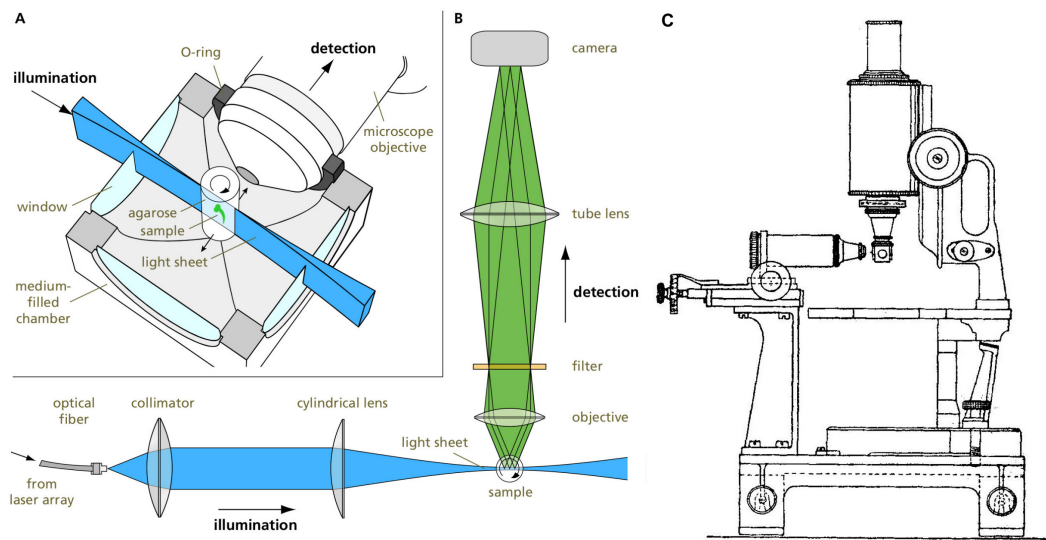 A
O-ring
detection
illumination
microscope
objective
window
agarose
sample
light sheet
medium-
filled
chamber
B
camera
tube lens
detection
filter
objective
optical
fiber
collimator
cylindrical lens
light sheet
from
laser array
illumination
sample
C